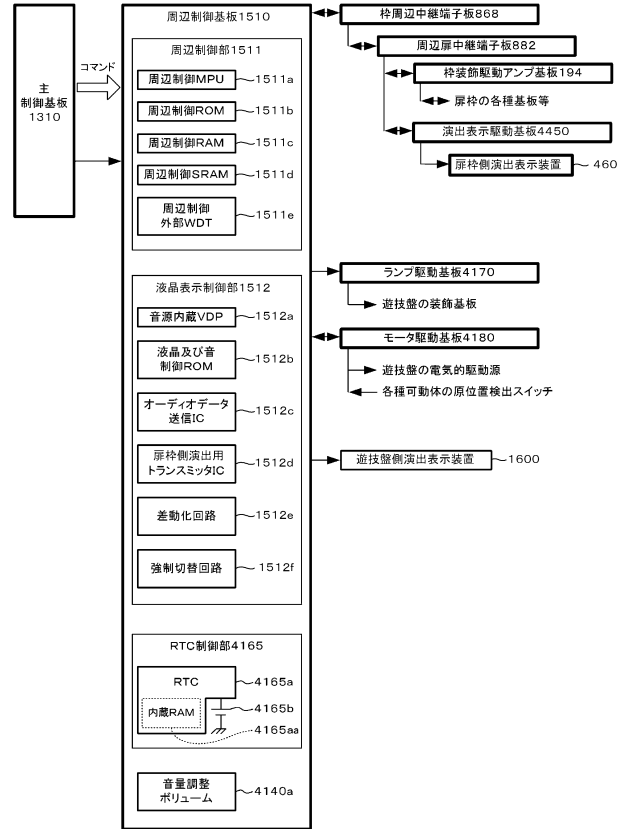 主
制御基板
1310
コマンド
周辺制御基板1510
周辺制御部1511
周辺制御MPU
1511a
周辺制御ROM
1511b
周辺制御RAM
1511c
周辺制御SRAM
1511d
周辺制御
外部WDT
1511e
液晶表示制御部1512
音源内蔵VDP
1512a
液晶及び音
制御ROM
1512b
オーディオデータ
送信IC
1512c
扉枠側演出用
トランスミッタIC
1512d
差動化回路
1512e
強制切替回路
1512f
RTC制御部4165
RTC
4165a
内蔵RAM
4165b
4165aa
音量調整
ボリューム
4140a
枠周辺中継端子板868
周辺扉中継端子板882
枠装飾駆動アンプ基板194
扉枠の各種基板等
演出表示駆動基板4450
扉枠側演出表示装置
460
ランプ駆動基板4170
遊技盤の装飾基板
モータ駆動基板4180
遊技盤の電気的駆動源
各種可動体の原位置検出スイッチ
遊技盤側演出表示装置
1600